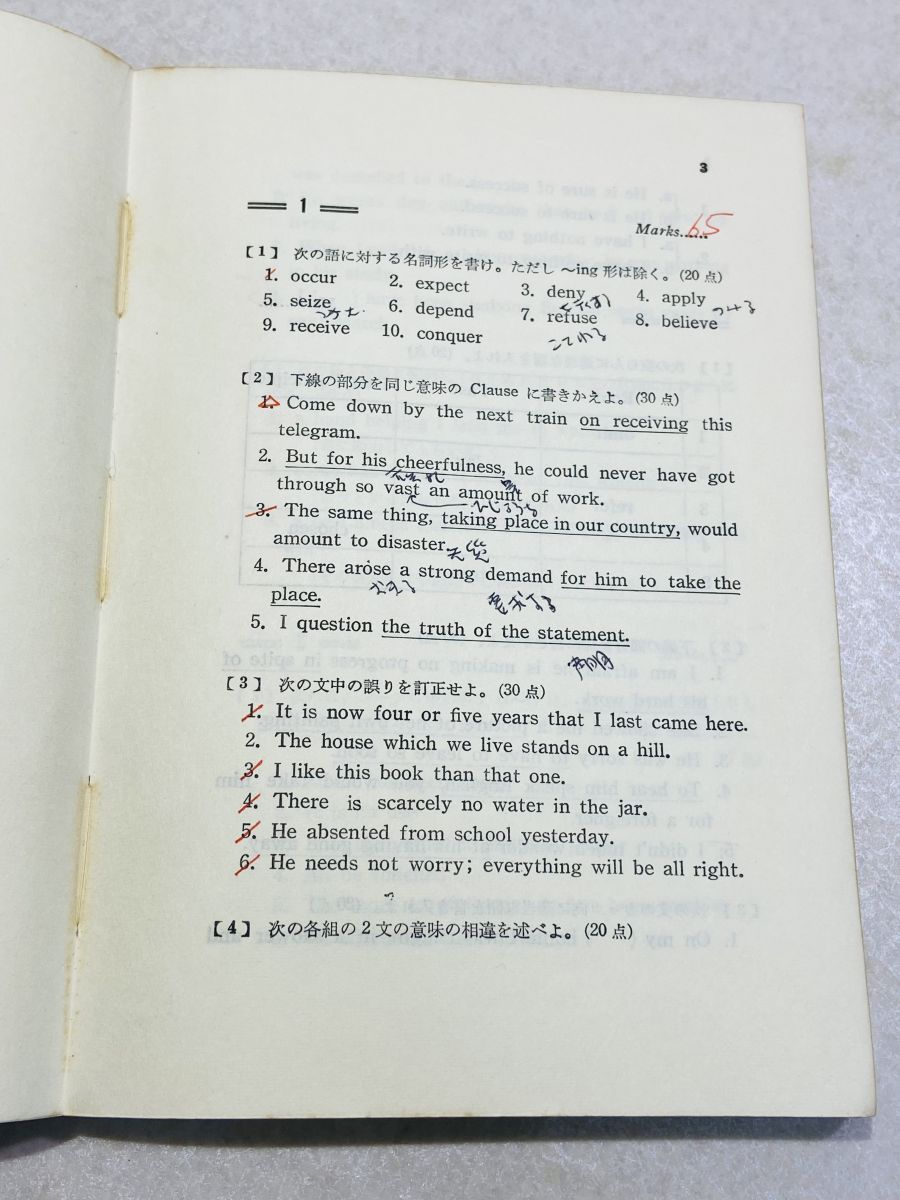 3
1
Marks......65
【1】 次の語に対する名詞形を書け。ただし ～ing 形は除く。(20 点)
1. occur 2. expect 3. deny 4. apply
5. seize 6. depend 7. refuse 8. believe
9. receive 10. conquer
【2】 下線の部分を同じ意味の Clause に書きかえよ。(30 点)
1. Come down by the next train on receiving this
telegram.
2. But for his cheerfulness, he could never have got
through so vast an amount of work.
3. The same thing, taking place in our country, would
amount to disaster.
天災
4. There arose a strong demand for him to take the
要求する
place.
5. I question the truth of the statement.
【3】 次の文中の誤りを訂正せよ。(30 点)
1. It is now four or five years that I last came here.
2. The house which we live stands on a hill.
3. I like this book than that one.
4. There is scarcely no water in the jar.
5. He absented from school yesterday.
6. He needs not worry; everything will be all right.
【4】 次の各組の 2 文の意味の相違を述べよ。(20 点)